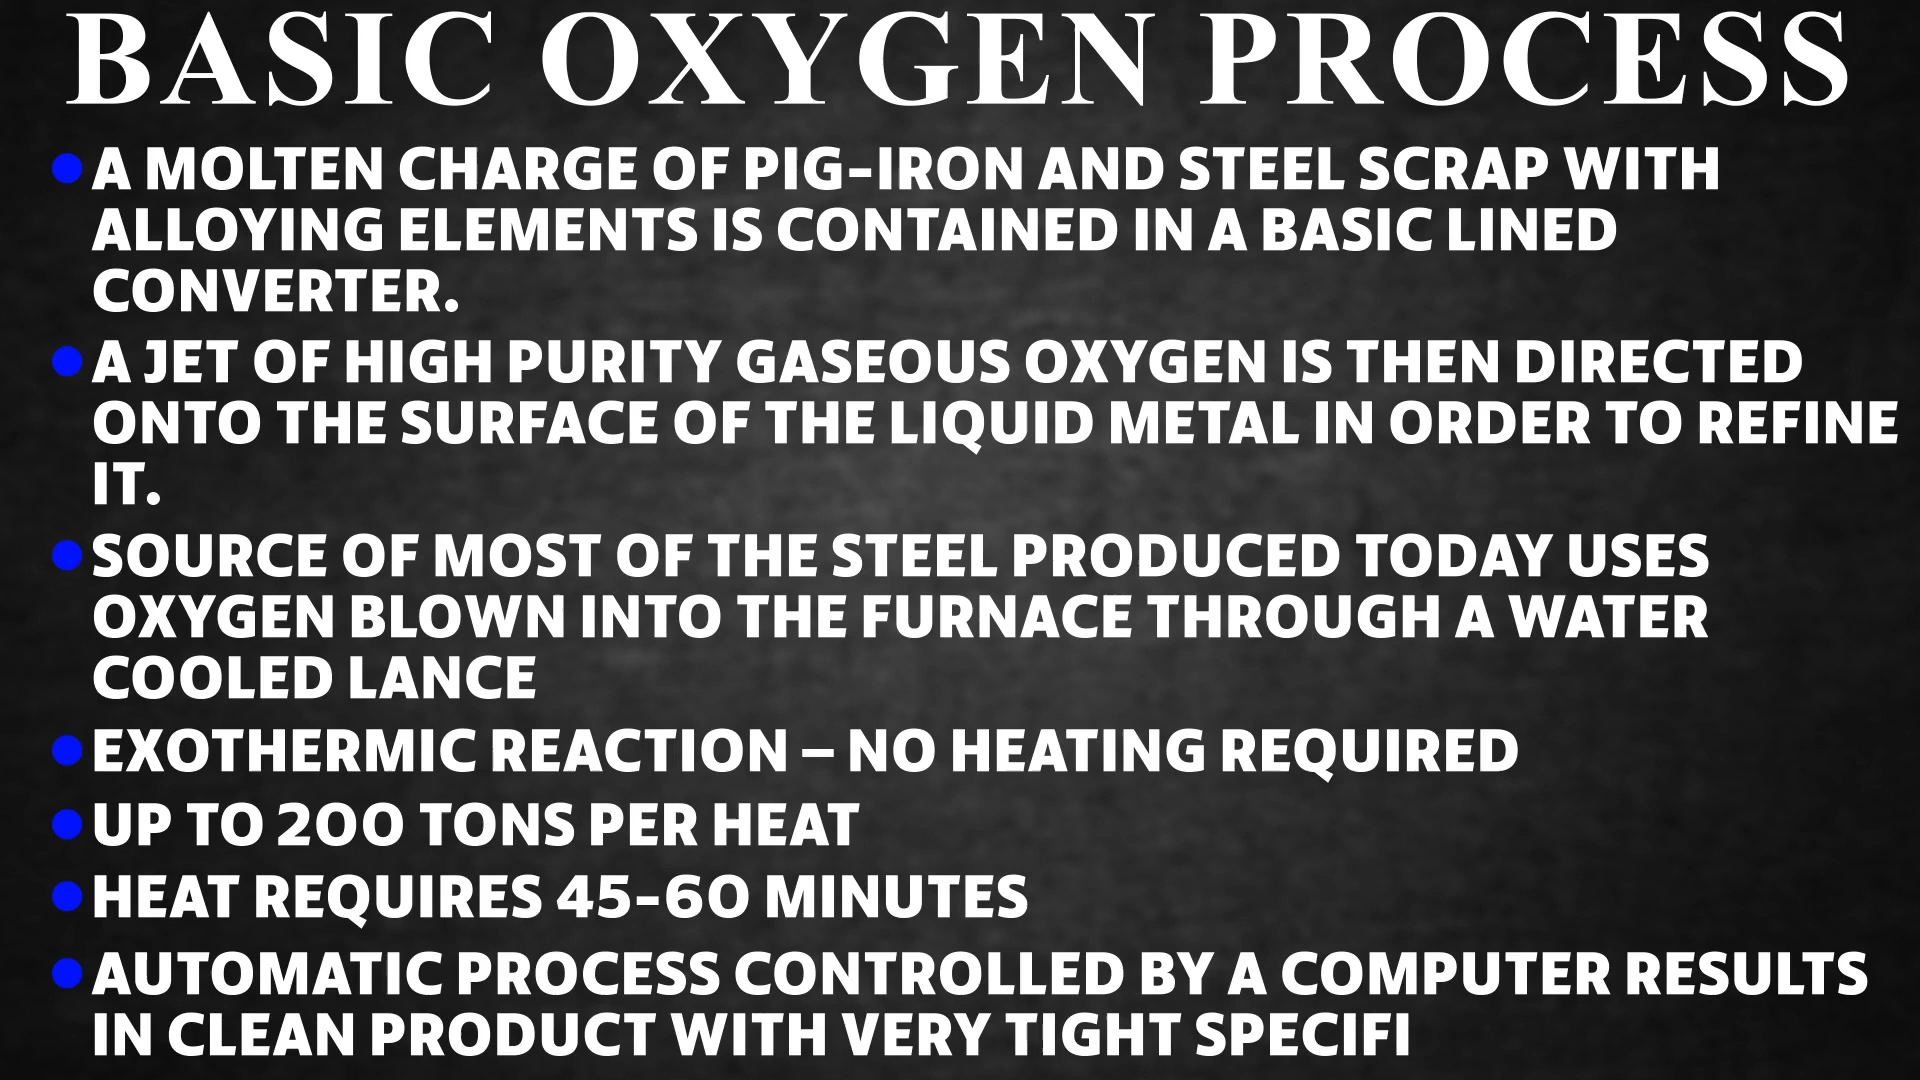 BASIC OXYGEN PROCESS
A MOLTEN CHARGE OF PIG-IRON AND STEEL SCRAP WITH
ALLOYING ELEMENTS IS CONTAINED IN A BASIC LINED
CONVERTER.
A JET OF HIGH PURITY GASEOUS OXYGEN IS THEN DIRECTED
ONTO THE SURFACE OF THE LIQUID METAL IN ORDER TO REFINE
IT.
SOURCE OF MOST OF THE STEEL PRODUCED TODAY USES
OXYGEN BLOWN INTO THE FURNACE THROUGH A WATER
COOLED LANCE
EXOTHERMIC REACTION – NO HEATING REQUIRED
UP TO 200 TONS PER HEAT
HEAT REQUIRES 45-60 MINUTES
AUTOMATIC PROCESS CONTROLLED BY A COMPUTER RESULTS
IN CLEAN PRODUCT WITH VERY TIGHT SPECIFI